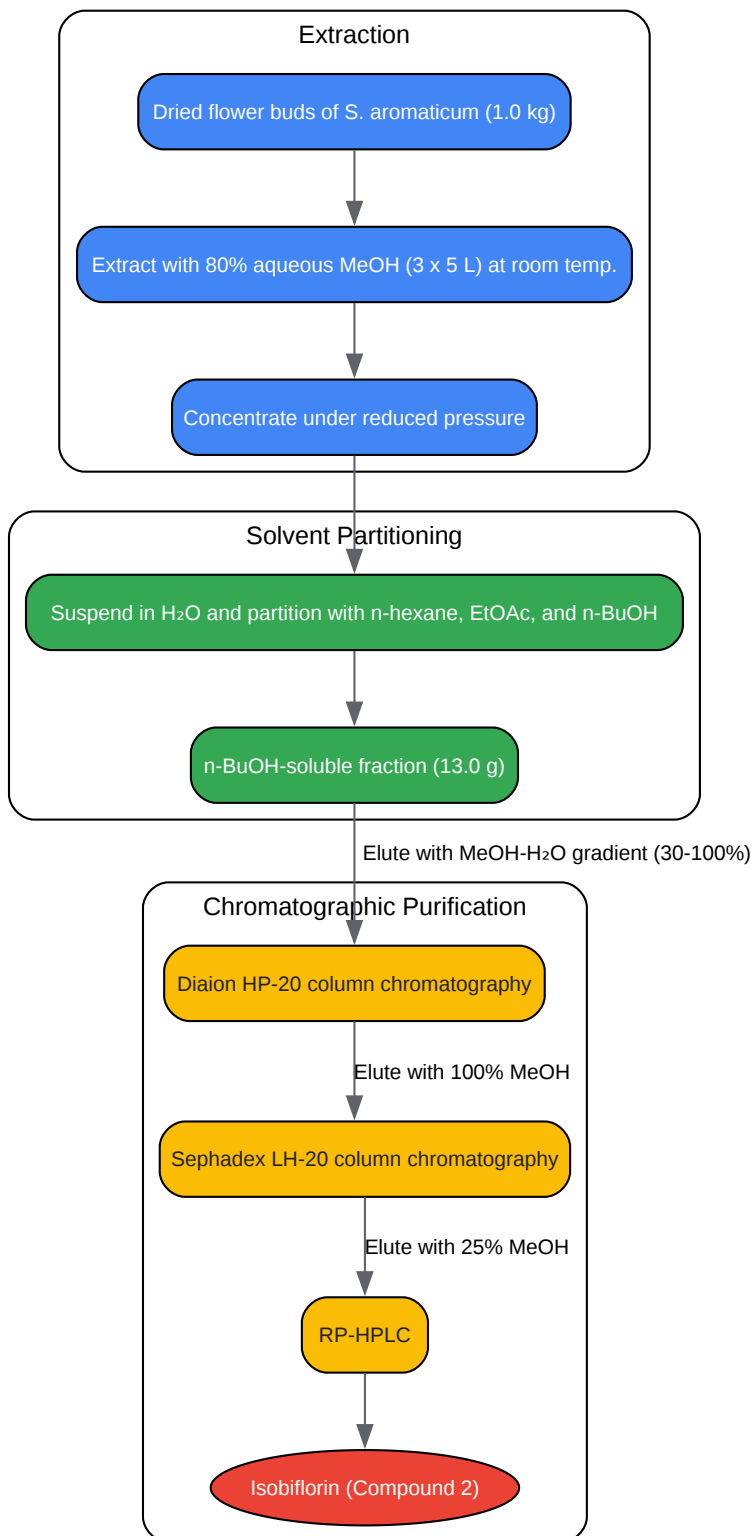 Extraction
Dried flower buds of S. aromaticum (1.0 kg)
Extract with 80% aqueous MeOH (3 x 5 L) at room temp.
Concentrate under reduced pressure
Solvent Partitioning
Suspend in H₂O and partition with n-hexane, EtOAc, and n-BuOH
n-BuOH-soluble fraction (13.0 g)
Elute with MeOH-H₂O gradient (30-100%)
Chromatographic Purification
Diaion HP-20 column chromatography
Elute with 100% MeOH
Sephadex LH-20 column chromatography
Elute with 25% MeOH
RP-HPLC
Isobiflorin (Compound 2)